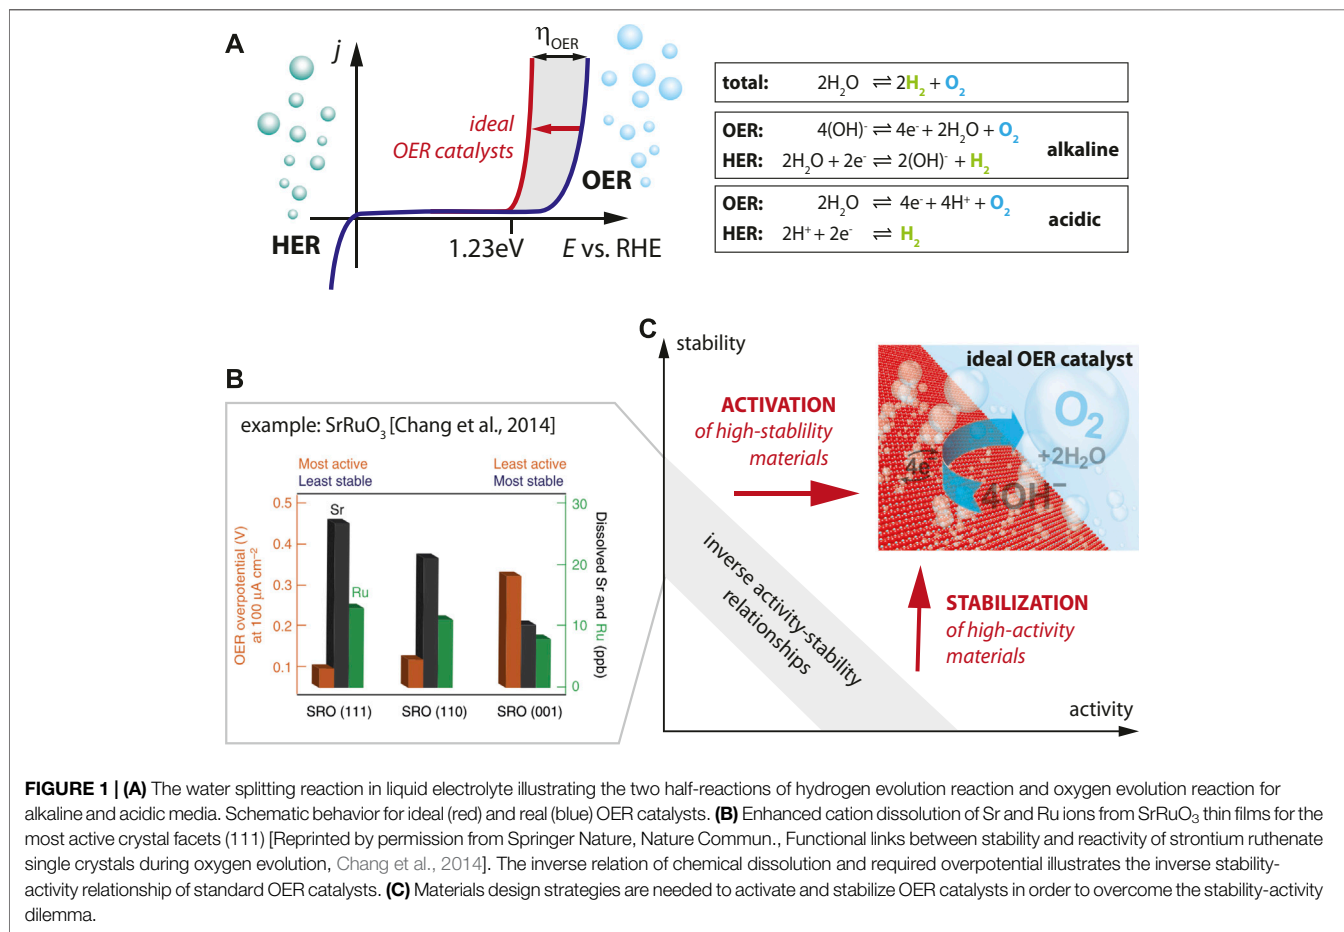 A
j
η_OER
ideal
OER catalysts
OER
HER
1.23eV
E vs. RHE
total: 2H₂O ⇌ 2H₂ + O₂
OER: 4(OH)⁻ ⇌ 4e⁻ + 2H₂O + O₂
HER: 2H₂O + 2e⁻ ⇌ 2(OH)⁻ + H₂
alkaline
OER: 2H₂O ⇌ 4e⁻ + 4H⁺ + O₂
HER: 2H⁺ + 2e⁻ ⇌ H₂
acidic
B
example: SrRuO₃ [Chang et al., 2014]
Most active
Least stable
Least active
Most stable
OER overpotential (V)
at 100 µA cm⁻²
0.5
0.4
0.3
0.2
0.1
Sr
Ru
30
20
10
0
Dissolved Sr and Ru (ppb)
SRO (111)
SRO (110)
SRO (001)
C
stability
ACTIVATION
of high-stablility
materials
ideal OER catalyst
O₂
+2H₂O
4e⁻
4OH⁻
inverse activity-stability
relationships
STABILIZATION
of high-activity
materials
activity
FIGURE 1 | (A) The water splitting reaction in liquid electrolyte illustrating the two half-reactions of hydrogen evolution reaction and oxygen evolution reaction for
alkaline and acidic media. Schematic behavior for ideal (red) and real (blue) OER catalysts. (B) Enhanced cation dissolution of Sr and Ru ions from SrRuO₃ thin films for the
most active crystal facets (111) [Reprinted by permission from Springer Nature, Nature Commun., Functional links between stability and reactivity of strontium ruthenate
single crystals during oxygen evolution, Chang et al., 2014]. The inverse relation of chemical dissolution and required overpotential illustrates the inverse stability-
activity relationship of standard OER catalysts. (C) Materials design strategies are needed to activate and stabilize OER catalysts in order to overcome the stability-activity
dilemma.